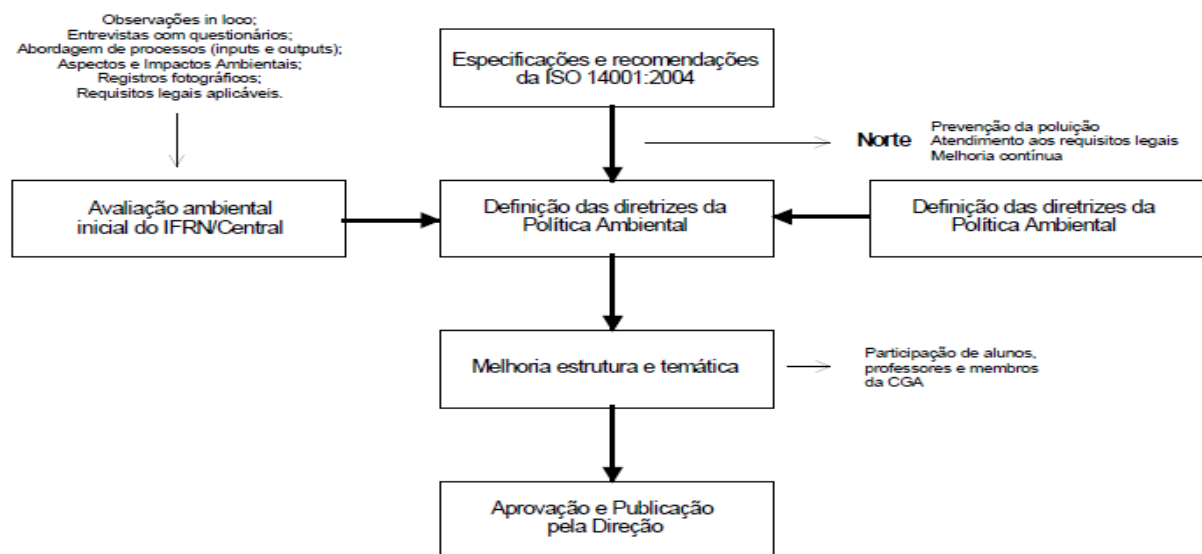 Observações in loco;
Entrevistas com questionários;
Abordagem de processos (inputs e outputs);
Aspectos e Impactos Ambientais;
Registros fotográficos;
Requisitos legais aplicáveis.
Especificações e recomendações
da ISO 14001:2004
Norte
Prevenção da poluição
Atendimento aos requisitos legais
Melhoria contínua
Avaliação ambiental
inicial do IFRN/Central
Definição das diretrizes da
Política Ambiental
Definição das diretrizes da
Política Ambiental
Melhoria estrutura e temática
Participação de alunos,
professores e membros
da CGA
Aprovação e Publicação
pela Direção